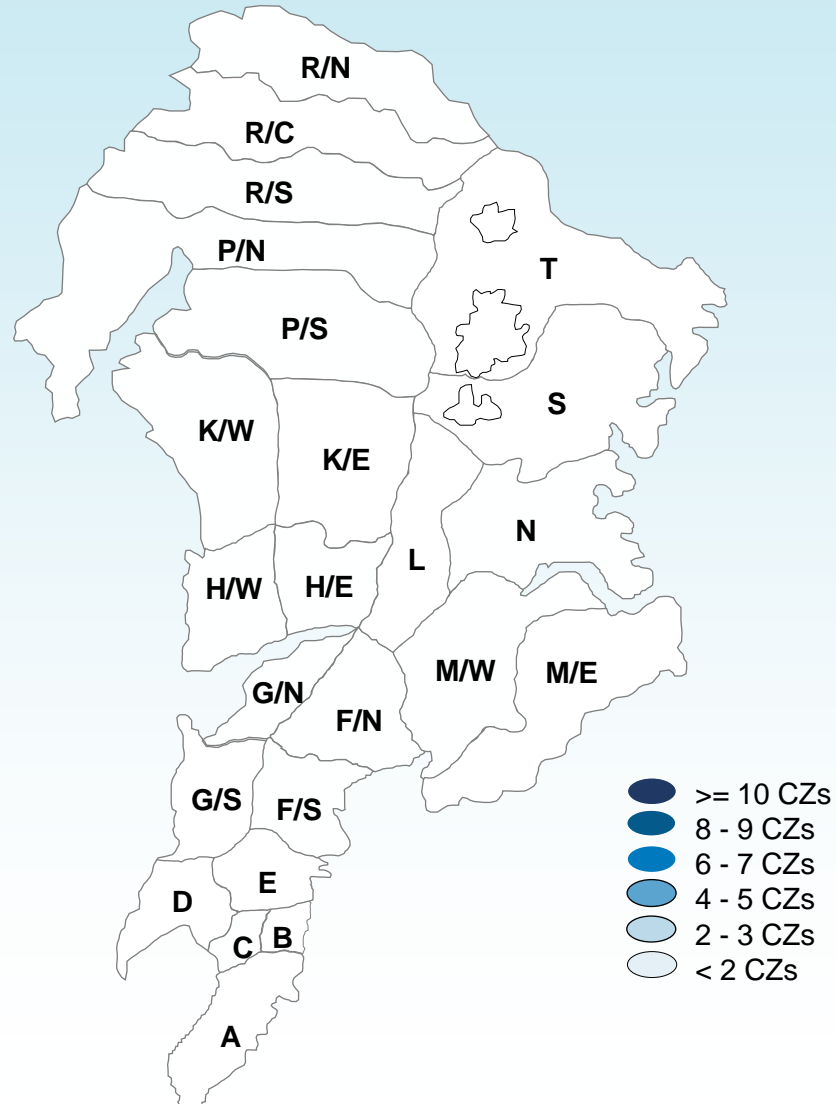 R/N
R/C
R/S
P/N
T
P/S
S
K/W
K/E
N
L
H/W
H/E
M/W
M/E
G/N
F/N
G/S
F/S
E
D
B
C
A
>= 10 CZs
8 - 9 CZs
6 - 7 CZs
4 - 5 CZs
2 - 3 CZs
< 2 CZs